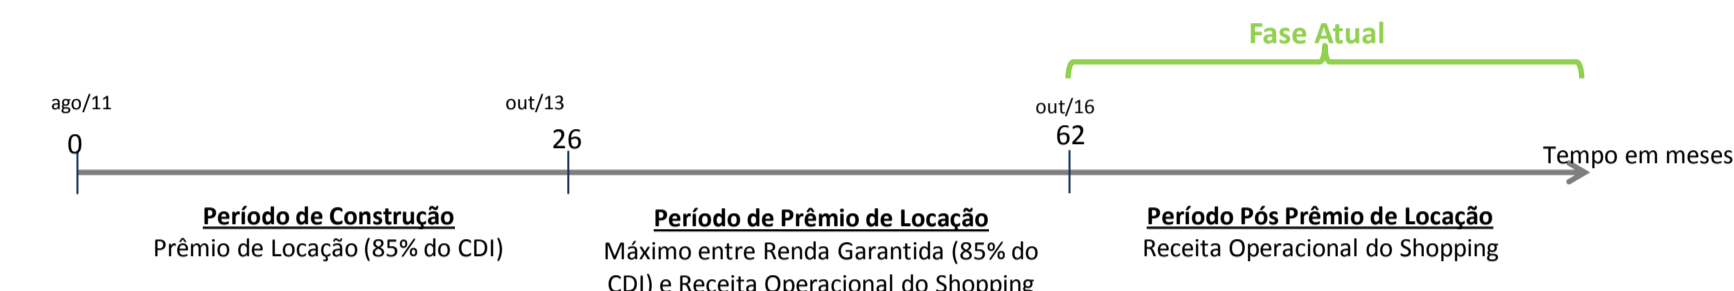 Fase Atual
ago/11
out/13
out/16
0
26
62
Tempo em meses
Período de Construção
Prêmio de Locação (85% do CDI)
Período de Prêmio de Locação
Máximo entre Renda Garantida (85% do
CDI) e Receita Operacional do Shopping
Período Pós Prêmio de Locação
Receita Operacional do Shopping